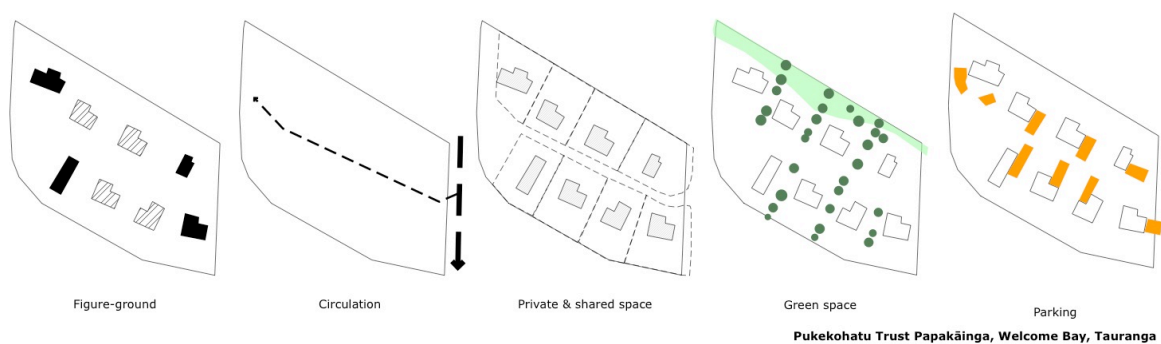 Figure-ground
Circulation
Private & shared space
Green space
Parking
Pukekohatu Trust Papakāinga, Welcome Bay, Tauranga